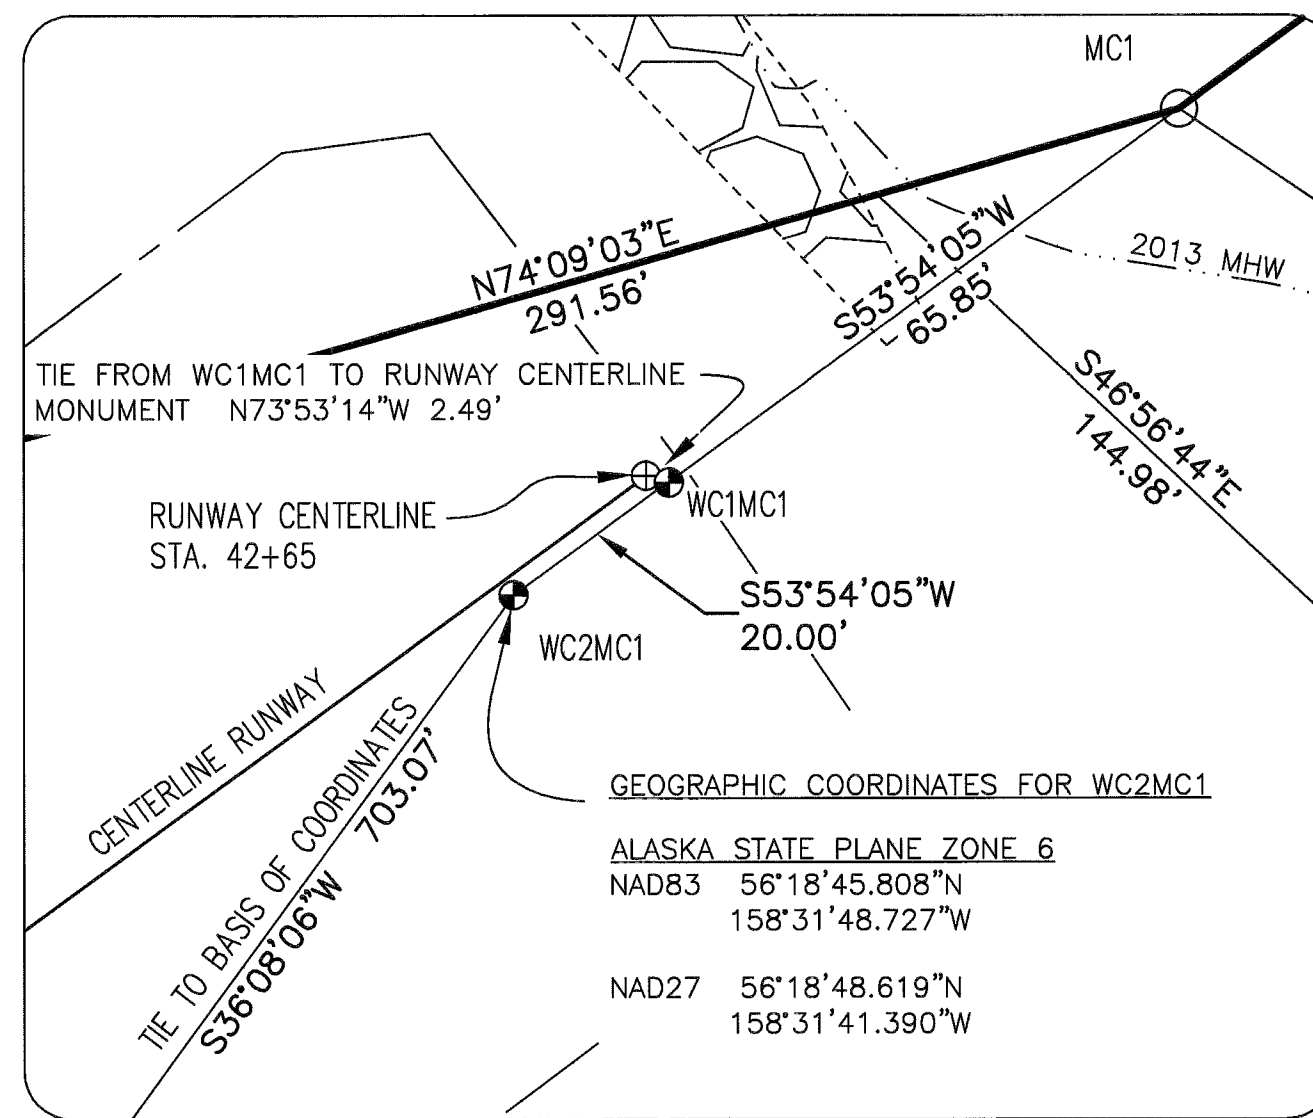 MC1
2013 MHW
N74°09'03"E
291.56'
S53°54'05"W
65.85'
TIE FROM WC1MC1 TO RUNWAY CENTERLINE
MONUMENT N73°53'14"W 2.49'
S46°56'44"E
144.98'
RUNWAY CENTERLINE
STA. 42+65
WC1MC1
S53°54'05"W
20.00'
WC2MC1
CENTERLINE RUNWAY
TIE TO BASIS OF COORDINATES
S36°08'06"W 703.07'
GEOGRAPHIC COORDINATES FOR WC2MC1
ALASKA STATE PLANE ZONE 6
NAD83 56°18'45.808"N
158°31'48.727"W
NAD27 56°18'48.619"N
158°31'41.390"W